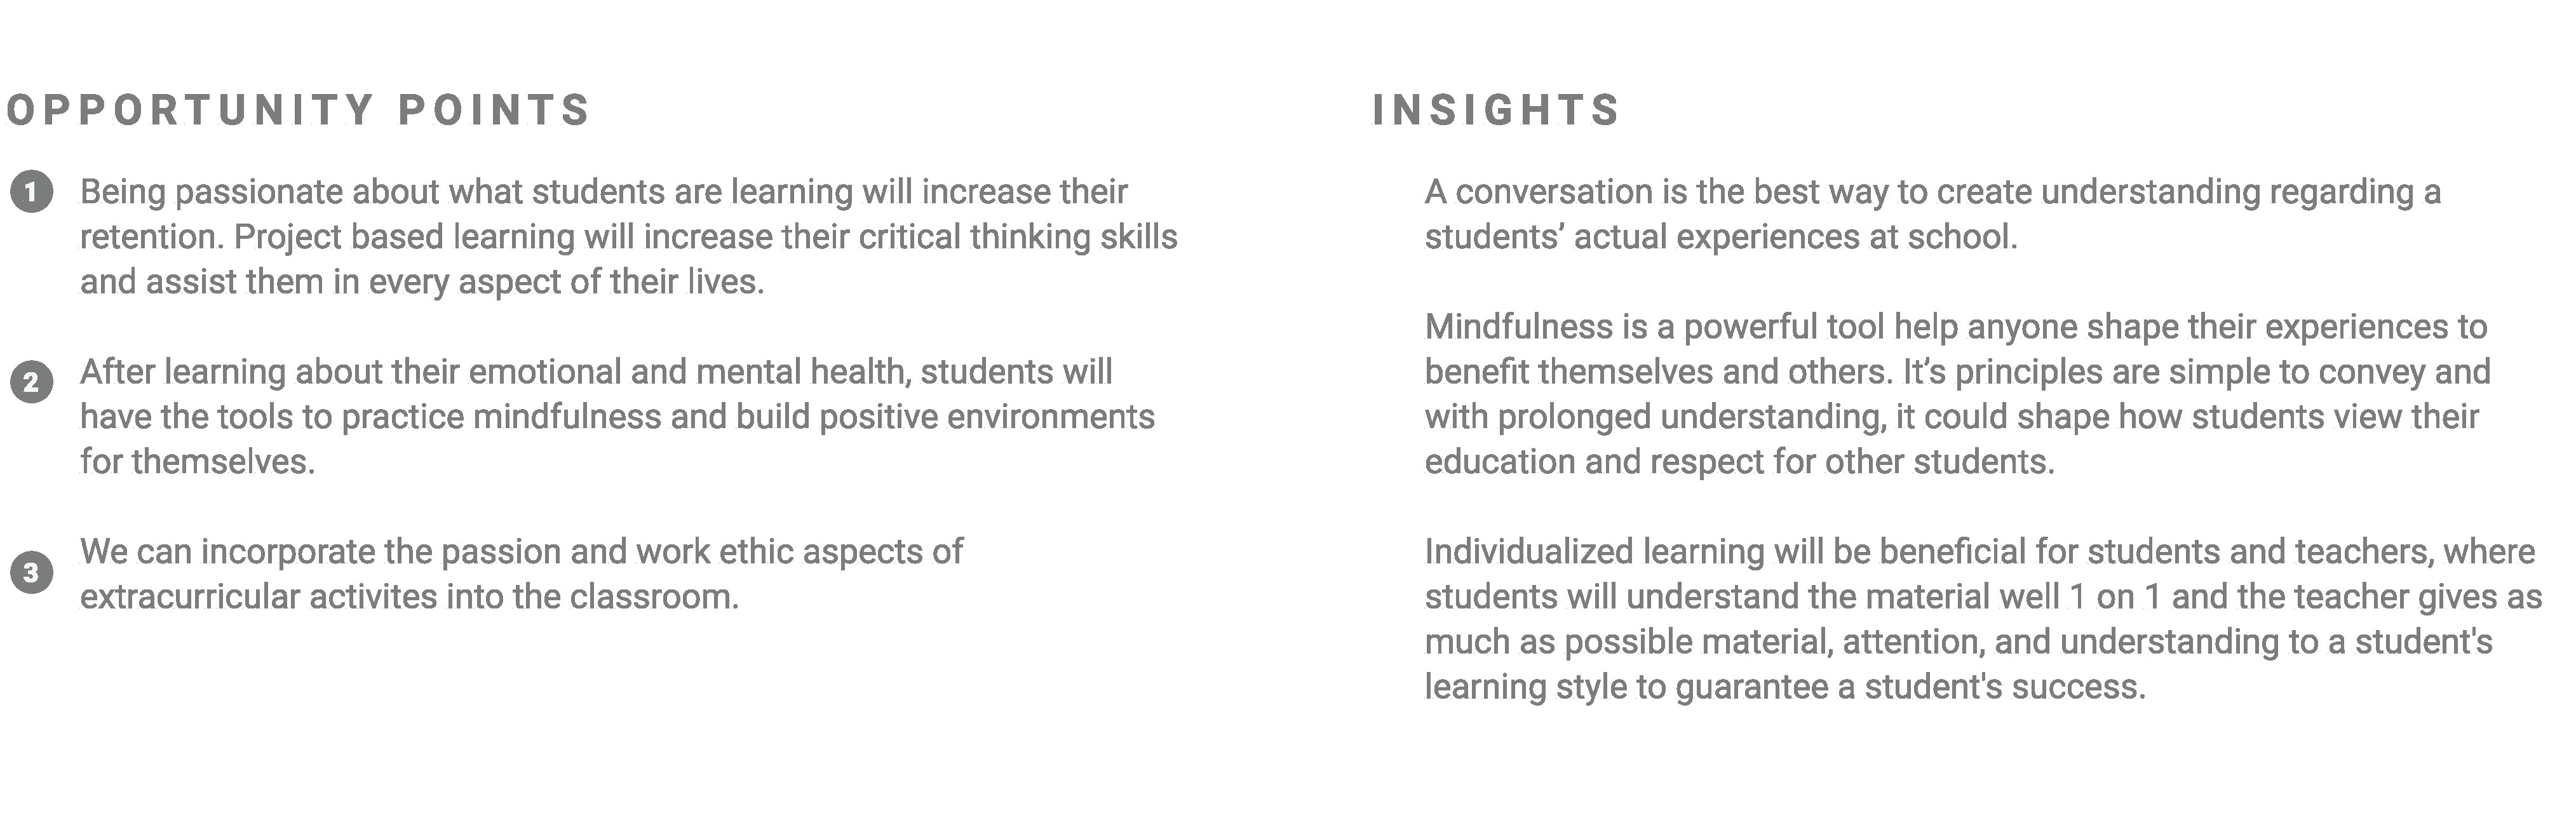 OPPORTUNITY POINTS
1 Being passionate about what students are learning will increase their
retention. Project based learning will increase their critical thinking skills
and assist them in every aspect of their lives.
2 After learning about their emotional and mental health, students will
have the tools to practice mindfulness and build positive environments
for themselves.
3 We can incorporate the passion and work ethic aspects of
extracurricular activites into the classroom.
INSIGHTS
A conversation is the best way to create understanding regarding a
students’ actual experiences at school.
Mindfulness is a powerful tool help anyone shape their experiences to
benefit themselves and others. It’s principles are simple to convey and
with prolonged understanding, it could shape how students view their
education and respect for other students.
Individualized learning will be beneficial for students and teachers, where
students will understand the material well 1 on 1 and the teacher gives as
much as possible material, attention, and understanding to a student's
learning style to guarantee a student's success.